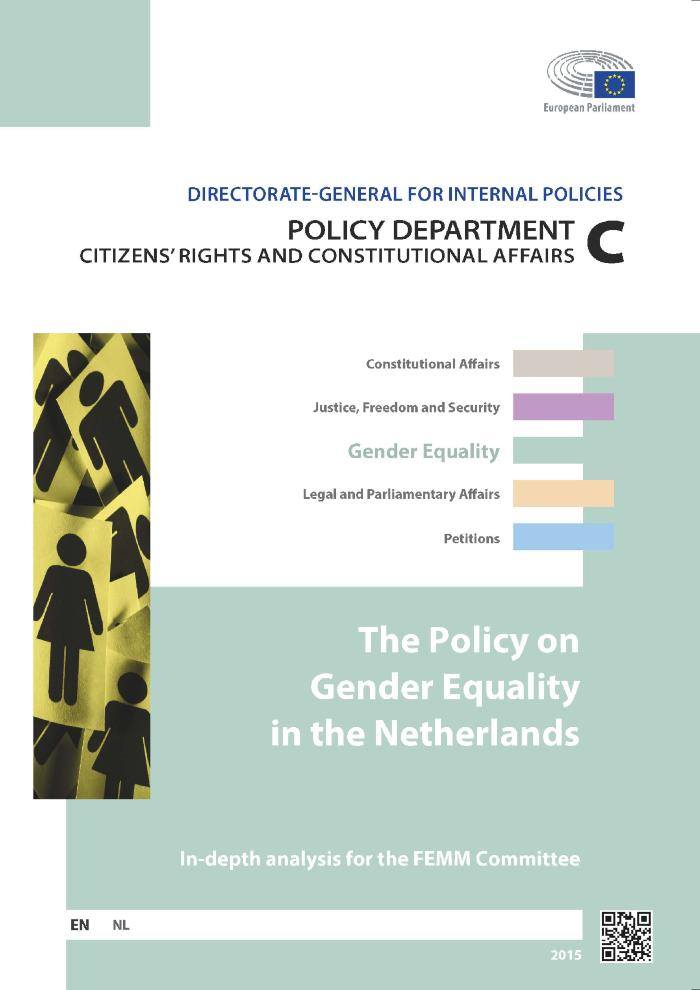 European Parliament
DIRECTORATE-GENERAL FOR INTERNAL POLICIES
POLICY DEPARTMENT C
CITIZENS' RIGHTS AND CONSTITUTIONAL AFFAIRS
Constitutional Affairs
Justice, Freedom and Security
Gender Equality
Legal and Parliamentary Affairs
Petitions
The Policy on
Gender Equality
in the Netherlands
In-depth analysis for the FEMM Committee
EN NL
2015